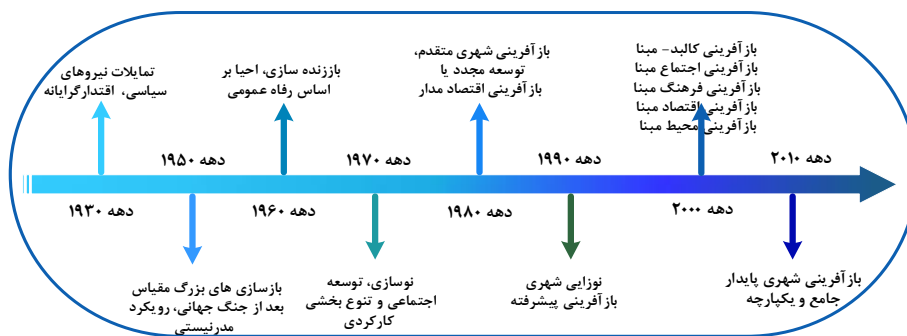 تمایلات نیروهای
سیاسی، اقتدارگرایانه
باززنده سازی، احیا بر
اساس رفاه عمومی
بازآفرینی شهری متقدم،
توسعه مجدد یا
بازآفرینی اقتصاد مدار
بازآفرینی کالبد- مبنا
بازآفرینی اجتماع مبنا
بازآفرینی فرهنگ مبنا
بازآفرینی اقتصاد مبنا
بازآفرینی محیط مبنا
دهه ۱۹۵۰
دهه ۱۹۷۰
دهه ۱۹۹۰
دهه ۲۰۱۰
دهه ۱۹۳۰
دهه ۱۹۶۰
دهه ۱۹۸۰
دهه ۲۰۰۰
بازسازی های بزرگ مقیاس
بعد از جنگ جهانی، رویکرد
مدرنیستی
نوسازی، توسعه
اجتماعی و تنوع بخشی
کارکردی
نوزایی شهری
بازآفرینی پیشرفته
بازآفرینی شهری پایدار
جامع و یکپارچه